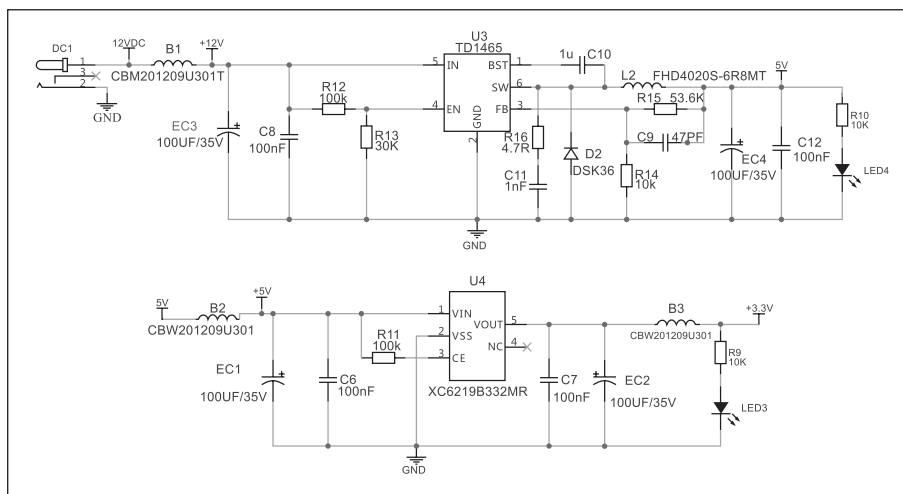 U3
TD1465
DC1
12VDC
B1
+12V
CBM201209U301T
1
3
2
GND
R12
100k
EC3
100UF/35V
C8
100nF
R13
30K
5
IN
4
EN
GND
2
BST
1
SW
6
FB
3
1u
C10
L2
FHD4020S-6R8MT
5V
R15
53.6K
C9
47PF
R16
4.7R
C11
1nF
D2
DSK36
R14
10k
EC4
100UF/35V
C12
100nF
R10
10K
LED4
GND
U4
5V
B2
+5V
CBW201209U301
EC1
100UF/35V
C6
100nF
R11
100k
1
VIN
2
VSS
3
CE
VOUT
5
NC
4
XC6219B332MR
C7
100nF
EC2
100UF/35V
B3
CBW201209U301
+3.3V
R9
10K
LED3
GND